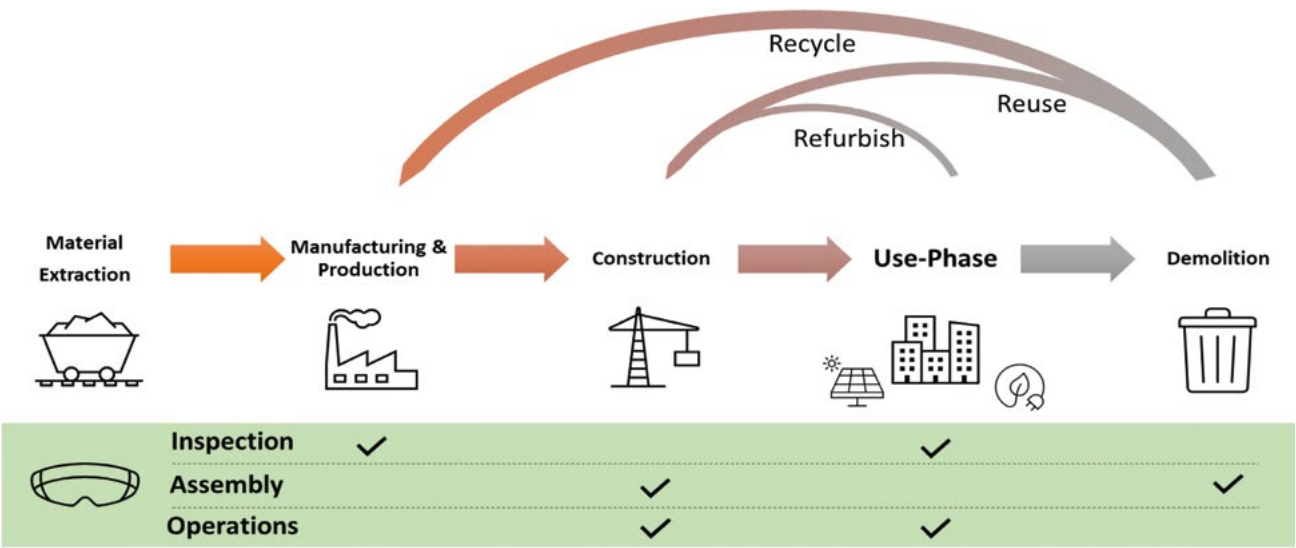 Recycle
Reuse
Refurbish
Material
Extraction
Manufacturing &
Production
Construction
Use-Phase
Demolition
Inspection
Assembly
Operations